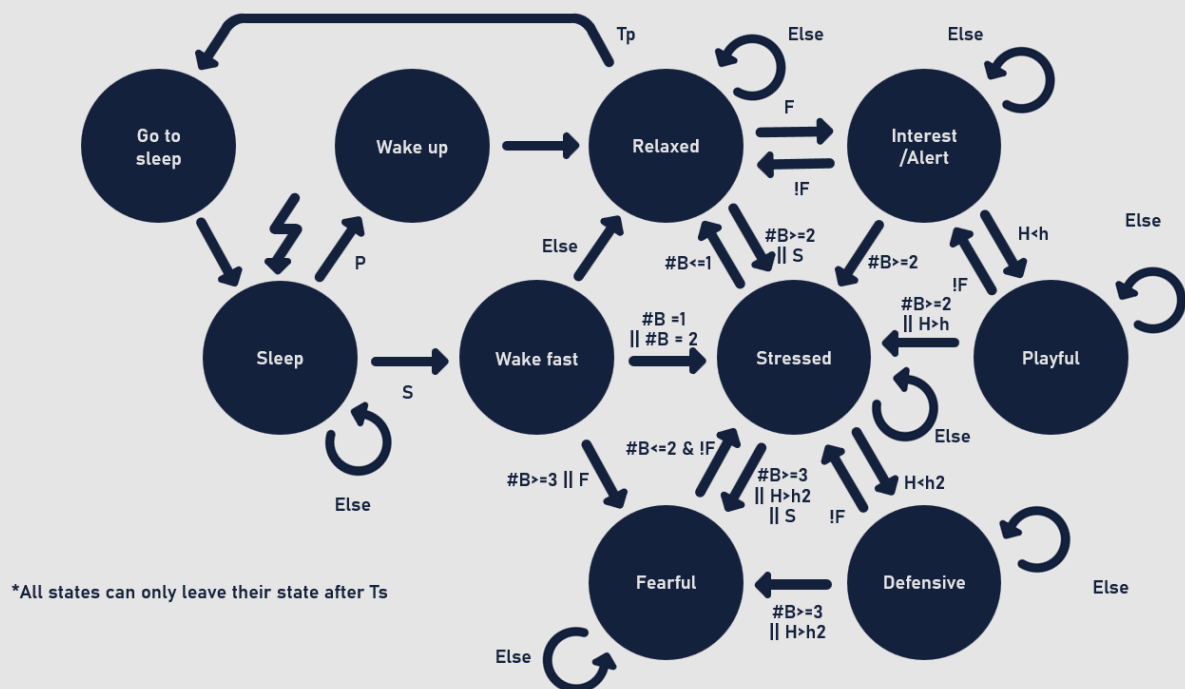 Tp
Else
Else
Go to
sleep
Wake up
Relaxed
F
!F
Interest
/Alert
Else
P
#B<=1
#B>=2
|| S
#B>=2
H<h
!F
Else
Sleep
S
Wake fast
#B =1
|| #B = 2
Stressed
#B>=2
|| H>h
Playful
Else
Else
#B>=3 || F
#B<=2 & !F
#B>=3
|| H>h2
|| S
!F
H<h2
*All states can only leave their state after Ts
Fearful
#B>=3
|| H>h2
Defensive
Else
Else